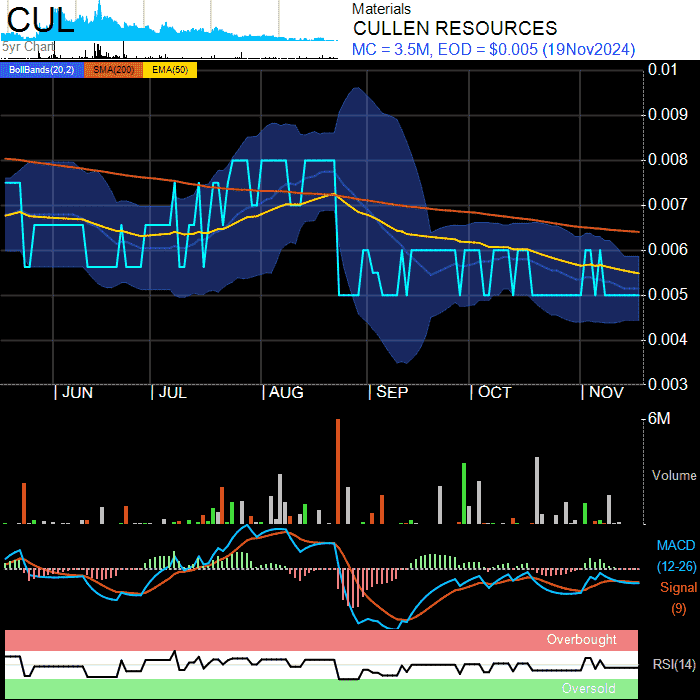 CUL
5yr Chart
Materials
CULLEN RESOURCES
MC = 3.5M, EOD = $0.005 (19Nov2024)
BollBands(20,2) SMA(200) EMA(50)
0.01
0.009
0.008
0.007
0.006
0.005
0.004
0.003
JUN JUL AUG SEP OCT NOV
6M
Volume
MACD
(12-26)
Signal
(9)
Overbought
RSI(14)
Oversold